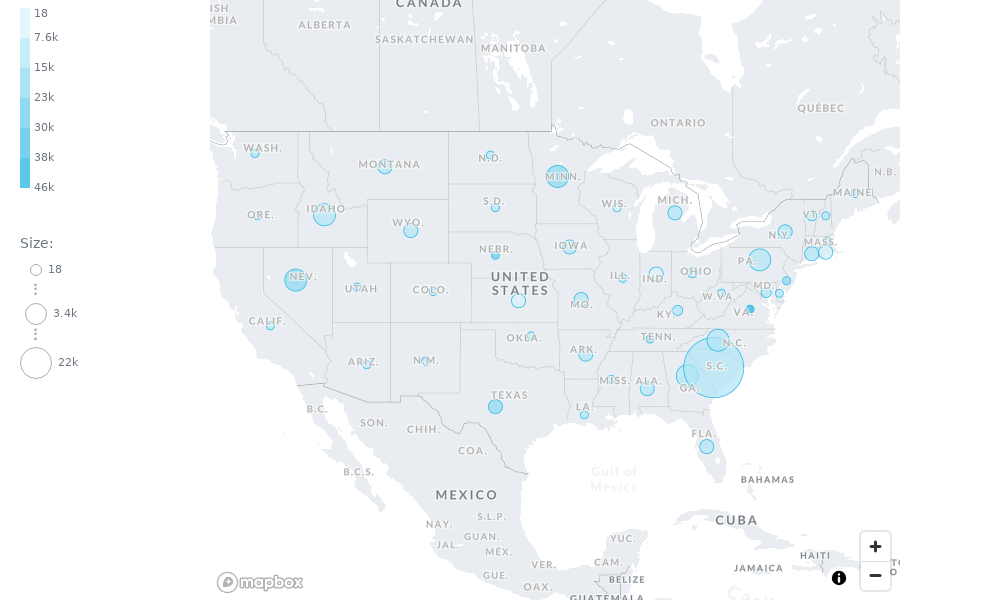 18
7.6k
15k
23k
30k
38k
46k
Size:
18
3.4k
22k
CANADA
ISH
MBIA
ALBERTA
SASKATCHEWAN
MANITOBA
ONTARIO
QUÉBEC
N.B.
WASH.
MONTANA
N.D.
MINN.
MAINE
ORE.
IDAHO
WYO.
S.D.
WIS.
MICH.
VT.
N.Y.
MASS.
NEV.
UTAH
COLO.
NEBR.
IOWA
UNITED
STATES
ILL.
IND.
OHIO
PA.
MD.
CALIF.
MO.
KY.
W.VA.
VA.
ARIZ.
N.M.
OKLA.
ARK.
TENN.
N.C.
S.C.
TEXAS
MISS.
ALA.
GA.
LA.
FLA.
B.C.
SON.
CHIH.
COA.
B.C.S.
Gulf of
Mexico
BAHAMAS
MEXICO
CUBA
NAY.
S.L.P.
JAL.
GUAN.
MÉX.
YUC.
VER.
CAM.
GUE.
OAX.
BELIZE
GUATEMALA
HAITI
JAMAICA
mapbox
+
−